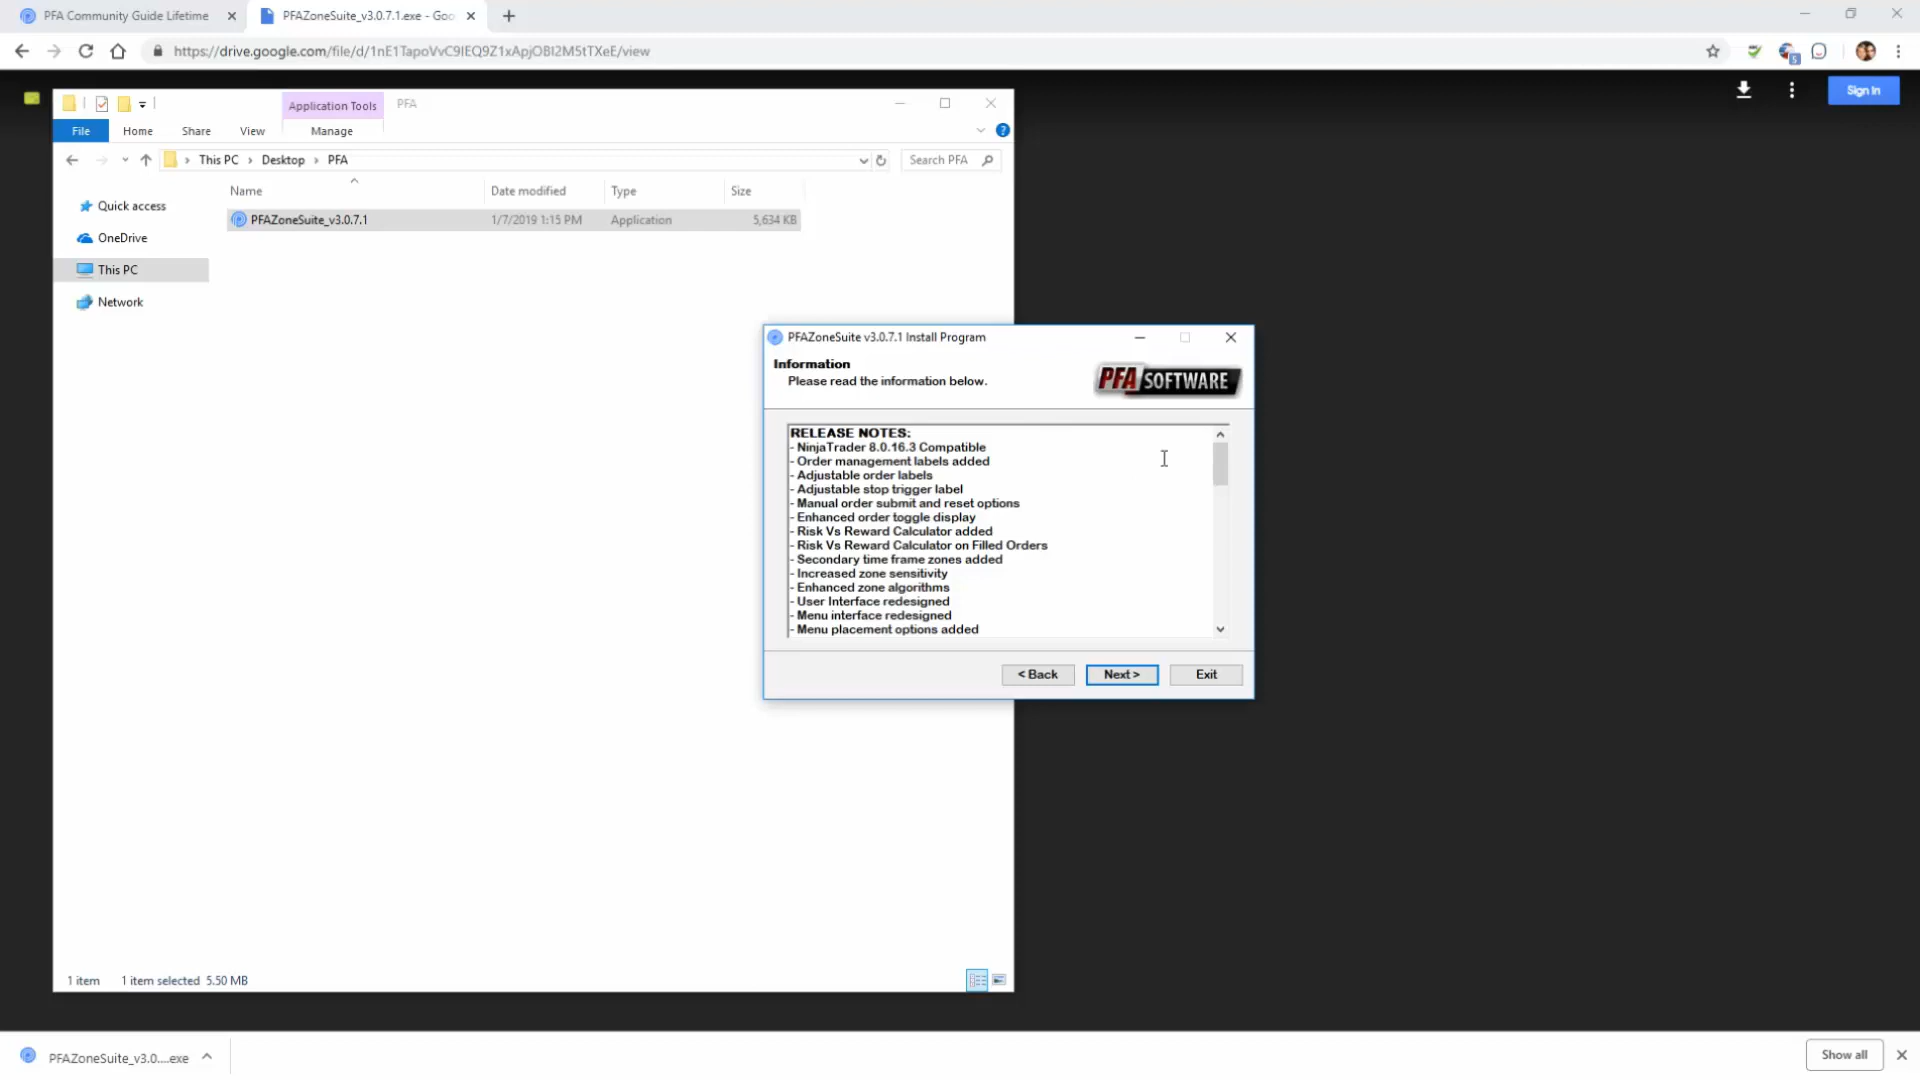 PFA Community Guide Lifetime
PFAZoneSuite_v3.0.7.1.exe - Goo
https://drive.google.com/file/d/1nE1TapoVvC9IEQ9Z1xApjOBI2M5tTXeE/view
5
Sign In
Application Tools
PFA
File
Home
Share
View
Manage
This PC
Desktop
PFA
Search PFA
Name
Date modified
Type
Size
PFAZoneSuite_v3.0.7.1
1/7/2019 1:15 PM
Application
5,634 KB
Quick access
OneDrive
This PC
Network
PFAZoneSuite v3.0.7.1 Install Program
Information
Please read the information below.
PFA SOFTWARE
RELEASE NOTES:
- NinjaTrader 8.0.16.3 Compatible
- Order management labels added
- Adjustable order labels
- Adjustable stop trigger label
- Manual order submit and reset options
- Enhanced order toggle display
- Risk Vs Reward Calculator added
- Risk Vs Reward Calculator on Filled Orders
- Secondary time frame zones added
- Increased zone sensitivity
- Enhanced zone algorithms
- User Interface redesigned
- Menu interface redesigned
- Menu placement options added
< Back
Next >
Exit
1 item
1 item selected 5.50 MB
PFAZoneSuite_v3.0....exe
Show all